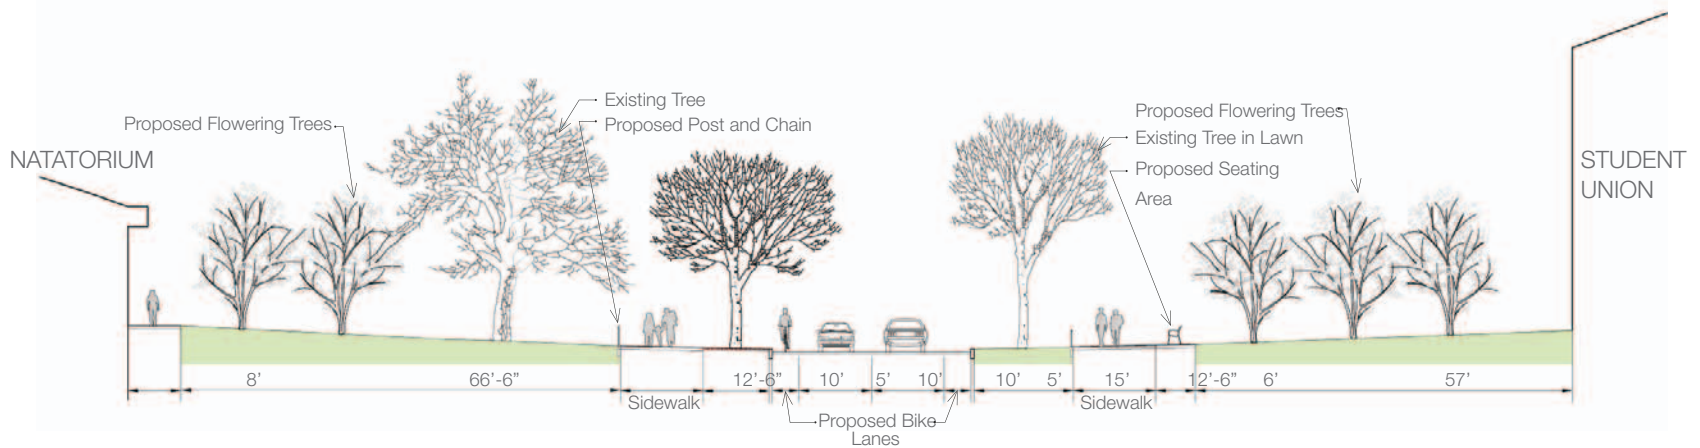 Existing Tree
Proposed Post and Chain
Proposed Flowering Trees
NATATORIUM
Proposed Flowering Trees
Existing Tree in Lawn
Proposed Seating
Area
STUDENT
UNION
8’ 66’-6” 12’-6” 10’ 5’ 10’ 10’ 5’ 15’ 12’-6” 6’ 57’
Sidewalk
Sidewalk
Proposed Bike
Lanes